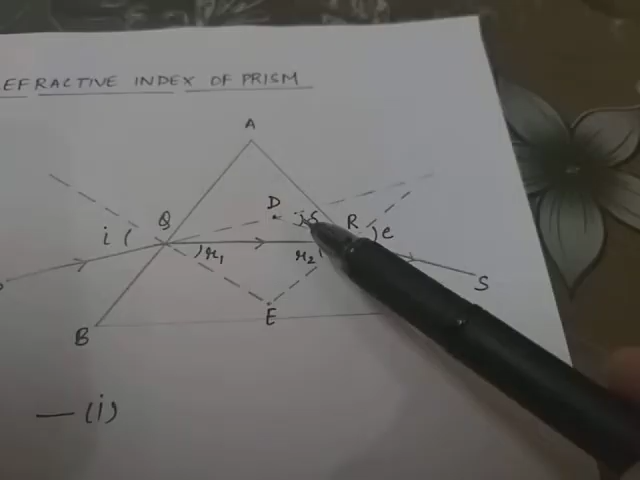 EFRACTIVE INDEX OF PRISM
A
D
Q
δ
R
i
e
r₁
r₂
S
E
B
— (i)